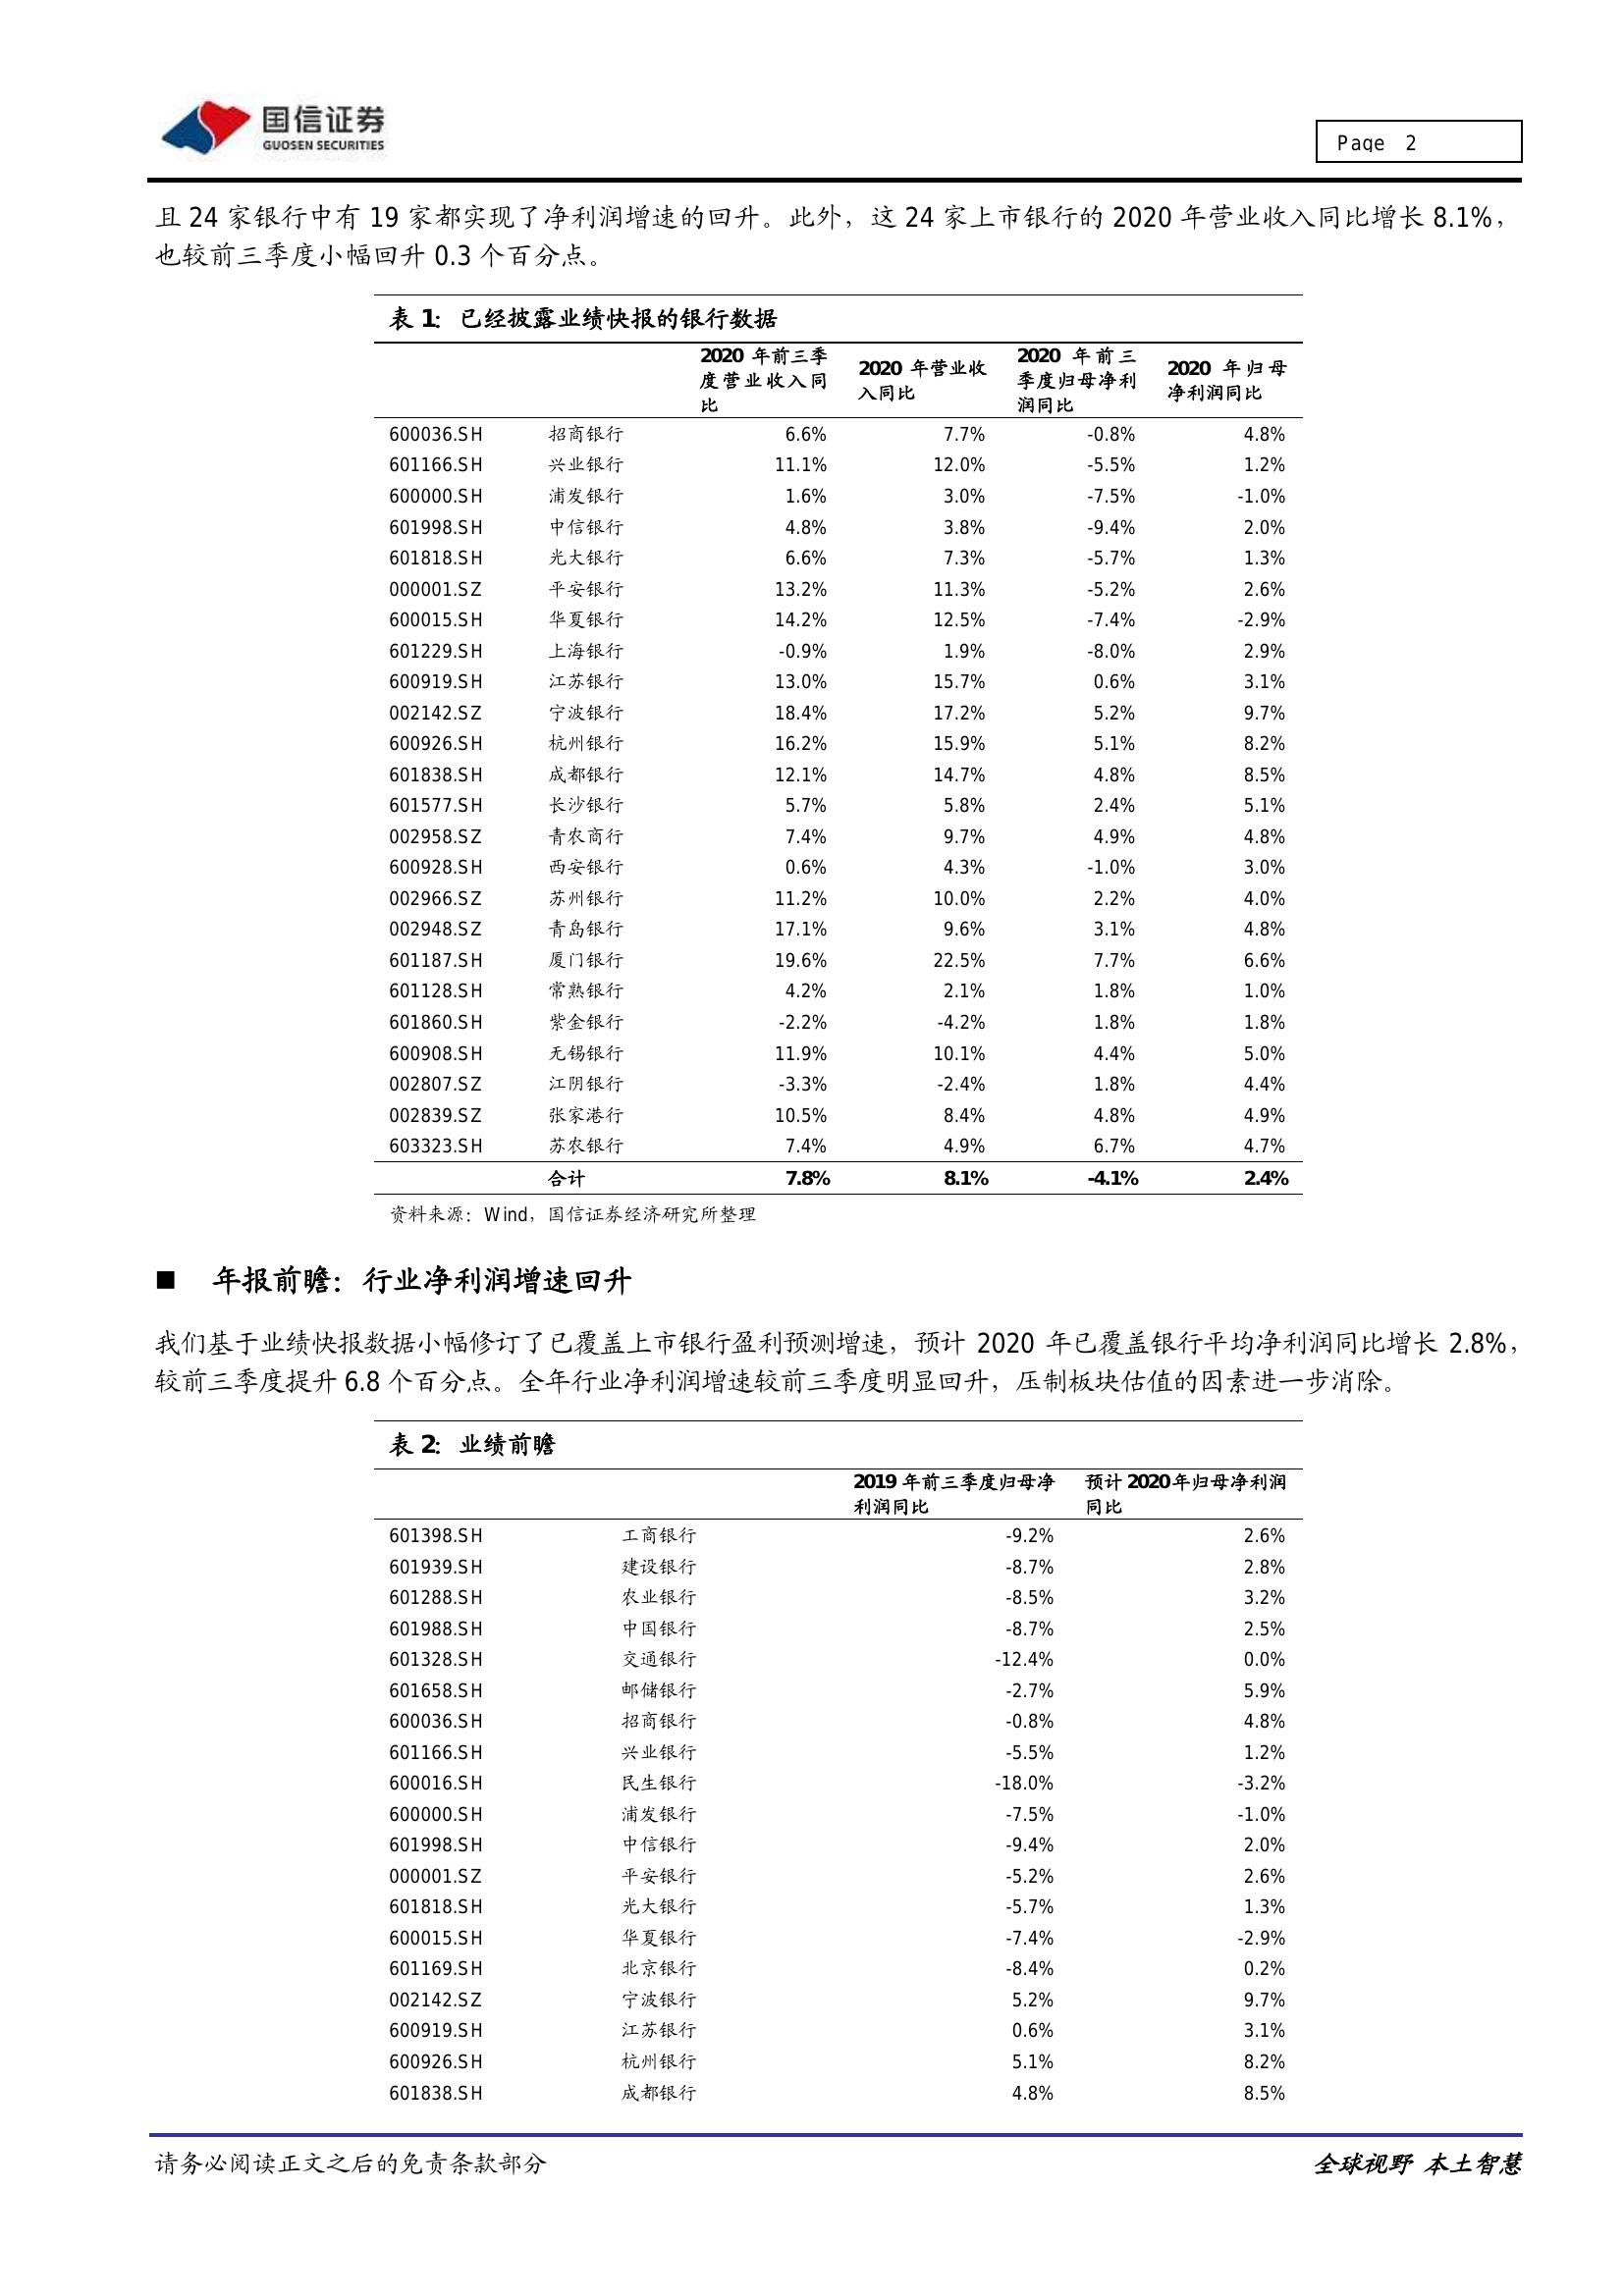 国信证券
GUOSEN SECURITIES
Page 2
且 24 家银行中有 19 家都实现了净利润增速的回升。此外，这 24 家上市银行的 2020 年营业收入同比增长 8.1%，
也较前三季度小幅回升 0.3 个百分点。
表 1：已经披露业绩快报的银行数据
2020 年前三季度营业收入同比 2020 年营业收入同比 2020 年前三季度归母净利润同比 2020 年归母净利润同比
600036.SH 招商银行 6.6% 7.7% -0.8% 4.8%
601166.SH 兴业银行 11.1% 12.0% -5.5% 1.2%
600000.SH 浦发银行 1.6% 3.0% -7.5% -1.0%
601998.SH 中信银行 4.8% 3.8% -9.4% 2.0%
601818.SH 光大银行 6.6% 7.3% -5.7% 1.3%
000001.SZ 平安银行 13.2% 11.3% -5.2% 2.6%
600015.SH 华夏银行 14.2% 12.5% -7.4% -2.9%
601229.SH 上海银行 -0.9% 1.9% -8.0% 2.9%
600919.SH 江苏银行 13.0% 15.7% 0.6% 3.1%
002142.SZ 宁波银行 18.4% 17.2% 5.2% 9.7%
600926.SH 杭州银行 16.2% 15.9% 5.1% 8.2%
601838.SH 成都银行 12.1% 14.7% 4.8% 8.5%
601577.SH 长沙银行 5.7% 5.8% 2.4% 5.1%
002958.SZ 青农商行 7.4% 9.7% 4.9% 4.8%
600928.SH 西安银行 0.6% 4.3% -1.0% 3.0%
002966.SZ 苏州银行 11.2% 10.0% 2.2% 4.0%
002948.SZ 青岛银行 17.1% 9.6% 3.1% 4.8%
601187.SH 厦门银行 19.6% 22.5% 7.7% 6.6%
601128.SH 常熟银行 4.2% 2.1% 1.8% 1.0%
601860.SH 紫金银行 -2.2% -4.2% 1.8% 1.8%
600908.SH 无锡银行 11.9% 10.1% 4.4% 5.0%
002807.SZ 江阴银行 -3.3% -2.4% 1.8% 4.4%
002839.SZ 张家港行 10.5% 8.4% 4.8% 4.9%
603323.SH 苏农银行 7.4% 4.9% 6.7% 4.7%
合计 7.8% 8.1% -4.1% 2.4%
资料来源：Wind，国信证券经济研究所整理
■ 年报前瞻：行业净利润增速回升
我们基于业绩快报数据小幅修订了已覆盖上市银行盈利预测增速，预计 2020 年已覆盖银行平均净利润同比增长 2.8%，
较前三季度提升 6.8 个百分点。全年行业净利润增速较前三季度明显回升，压制板块估值的因素进一步消除。
表 2：业绩前瞻
2019 年前三季度归母净利润同比 预计 2020 年归母净利润同比
601398.SH 工商银行 -9.2% 2.6%
601939.SH 建设银行 -8.7% 2.8%
601288.SH 农业银行 -8.5% 3.2%
601988.SH 中国银行 -8.7% 2.5%
601328.SH 交通银行 -12.4% 0.0%
601658.SH 邮储银行 -2.7% 5.9%
600036.SH 招商银行 -0.8% 4.8%
601166.SH 兴业银行 -5.5% 1.2%
600016.SH 民生银行 -18.0% -3.2%
600000.SH 浦发银行 -7.5% -1.0%
601998.SH 中信银行 -9.4% 2.0%
000001.SZ 平安银行 -5.2% 2.6%
601818.SH 光大银行 -5.7% 1.3%
600015.SH 华夏银行 -7.4% -2.9%
601169.SH 北京银行 -8.4% 0.2%
002142.SZ 宁波银行 5.2% 9.7%
600919.SH 江苏银行 0.6% 3.1%
600926.SH 杭州银行 5.1% 8.2%
601838.SH 成都银行 4.8% 8.5%
请务必阅读正文之后的免责条款部分
全球视野 本土智慧